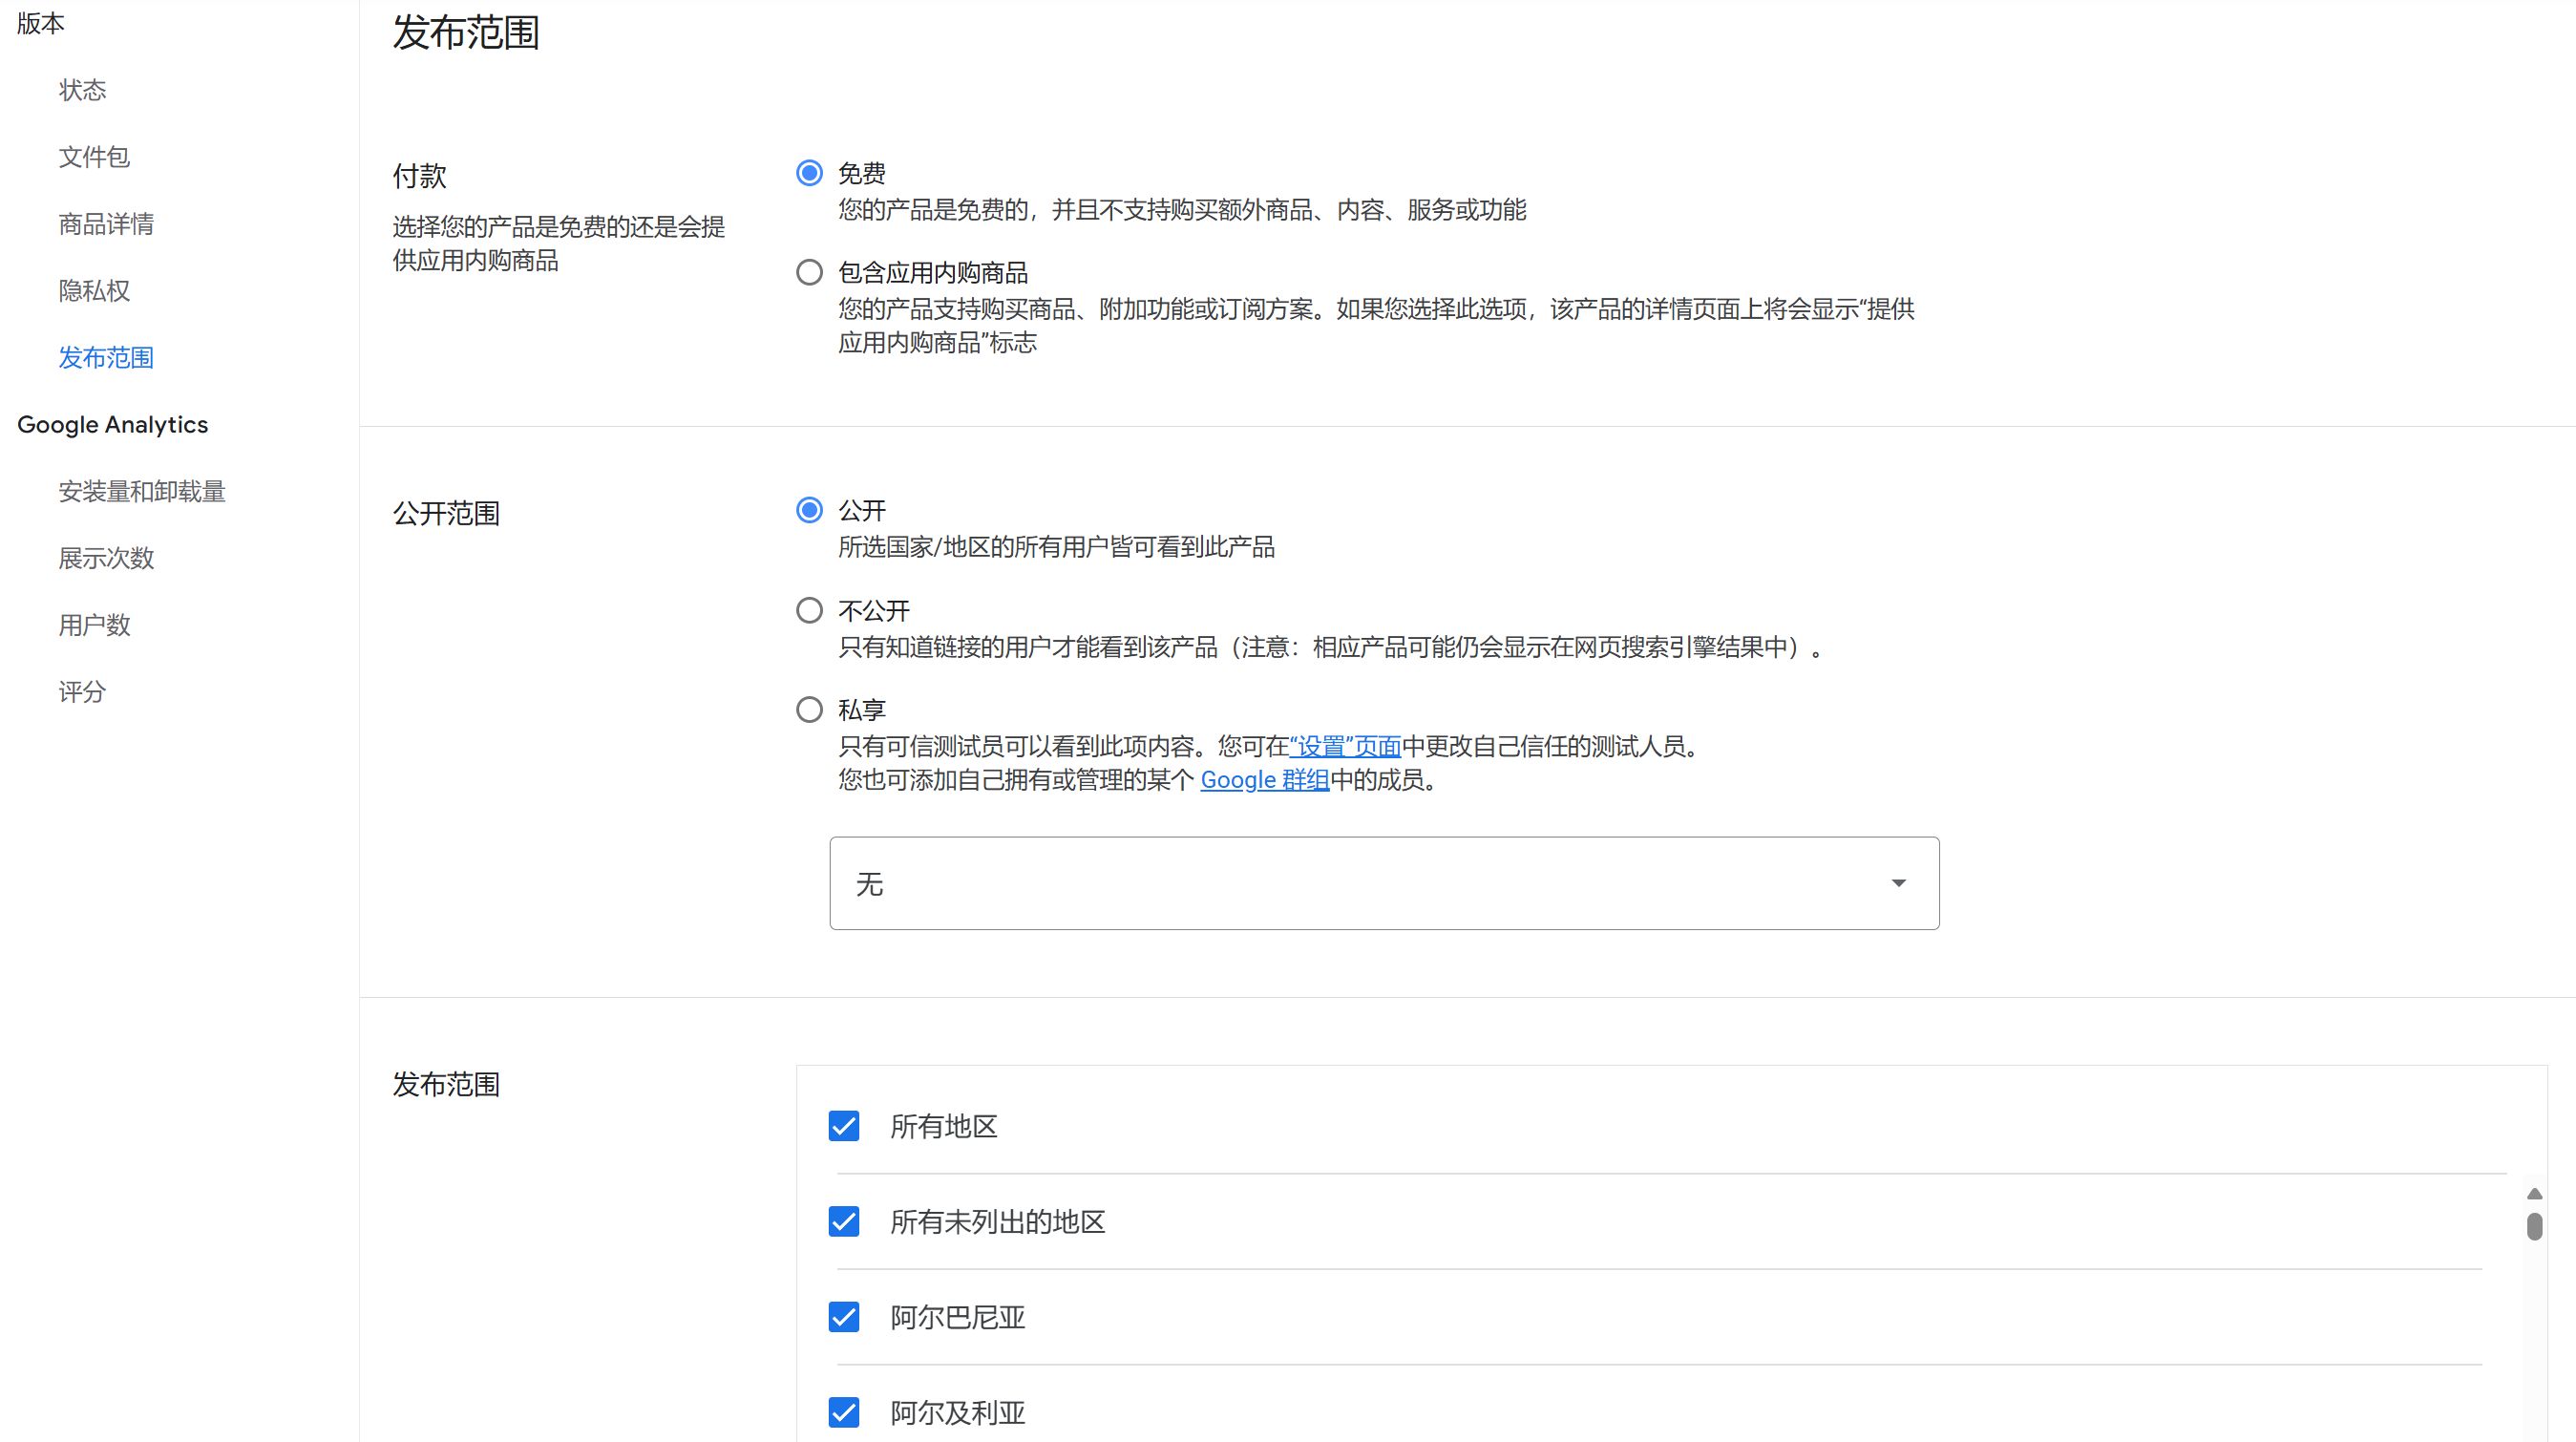 版本
状态
文件包
商品详情
隐私权
发布范围
Google Analytics
安装量和卸载量
展示次数
用户数
评分
发布范围
付款
选择您的产品是免费的还是会提
供应用内购商品
免费
您的产品是免费的，并且不支持购买额外商品、内容、服务或功能
包含应用内购商品
您的产品支持购买商品、附加功能或订阅方案。如果您选择此选项，该产品的详情页面上将会显示“提供
应用内购商品”标志
公开范围
公开
所选国家/地区的所有用户皆可看到此产品
不公开
只有知道链接的用户才能看到该产品（注意：相应产品可能仍会显示在网页搜索引擎结果中）。
私享
只有可信测试员可以看到此项内容。您可在“设置”页面中更改自己信任的测试人员。
您也可添加自己拥有或管理的某个 Google 群组中的成员。
无
发布范围
所有地区
所有未列出的地区
阿尔巴尼亚
阿尔及利亚